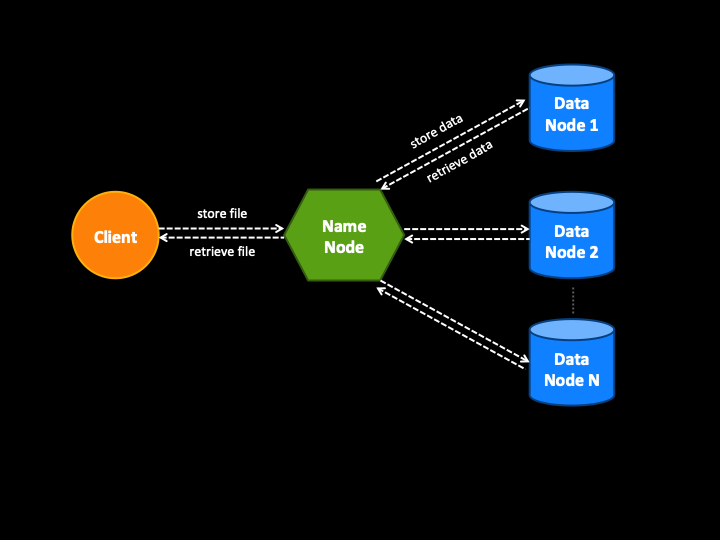 Client
store file
retrieve file
Name
Node
store data
retrieve data
Data
Node 1
Data
Node 2
Data
Node N